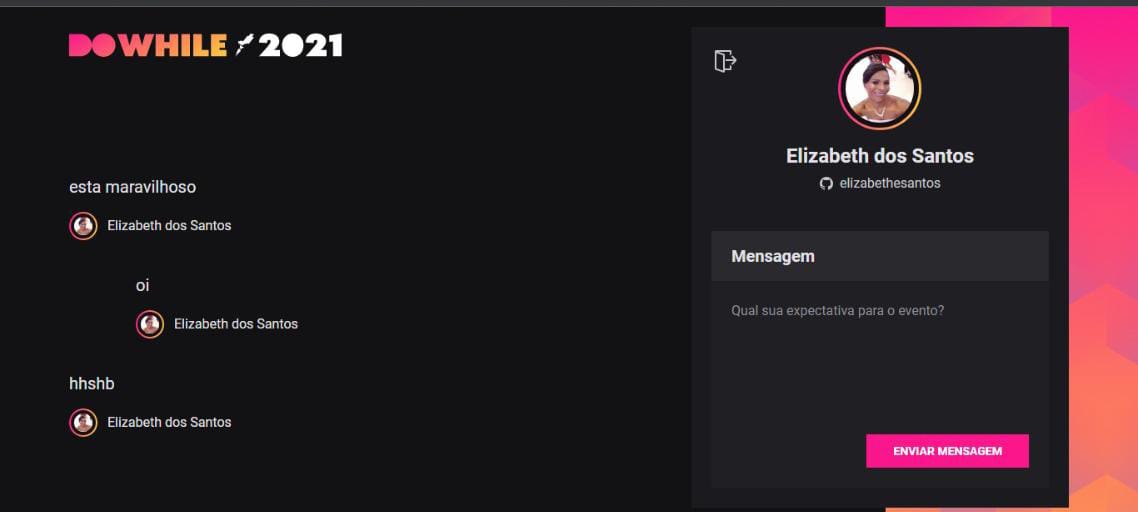 DOWHILE 2021
esta maravilhoso
Elizabeth dos Santos
oi
Elizabeth dos Santos
hhshb
Elizabeth dos Santos
Elizabeth dos Santos
elizabethesantos
Mensagem
Qual sua expectativa para o evento?
ENVIAR MENSAGEM